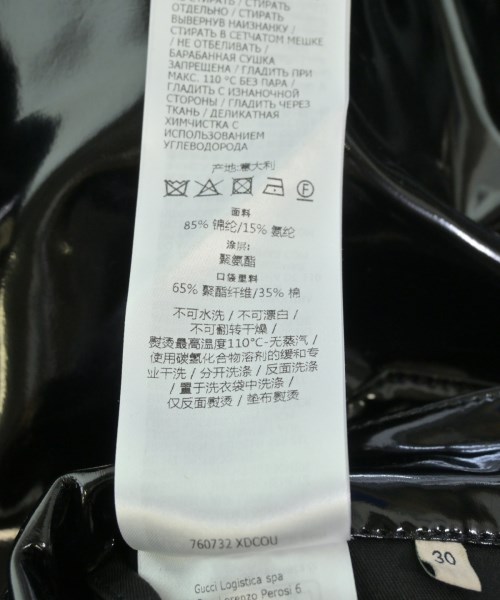 СТИРАТЬ / СТИРАТЬ
ОТДЕЛЬНО / СТИРАТЬ
ВЫВЕРНУВ НАИЗНАНКУ /
СТИРАТЬ В СЕТЧАТОМ МЕШКЕ
/ НЕ ОТБЕЛИВАТЬ /
БАРАБАННАЯ СУШКА
ЗАПРЕЩЕНА / ГЛАДИТЬ ПРИ
МАКС. 110 °C БЕЗ ПАРА /
ГЛАДИТЬ С ИЗНАНОЧНОЙ
СТОРОНЫ / ГЛАДИТЬ ЧЕРЕЗ
ТКАНЬ / ДЕЛИКАТНАЯ
ХИМЧИСТКА С
ИСПОЛЬЗОВАНИЕМ
УГЛЕВОДОРОДА
产地:意大利
面料
85% 锦纶/15% 氨纶
涂层:
聚氨酯
口袋里料
65% 聚酯纤维/35% 棉
不可水洗 / 不可漂白 /
不可翻转干燥 /
熨烫最高温度110°C-无蒸汽 /
使用碳氢化合物溶剂的缓和专
业干洗 / 分开洗涤 / 反面洗涤
/ 置于洗衣袋中洗涤 /
仅反面熨烫 / 垫布熨烫
760732 XDCOU
30
Gucci Logistica spa
Lorenzo Perosi 6